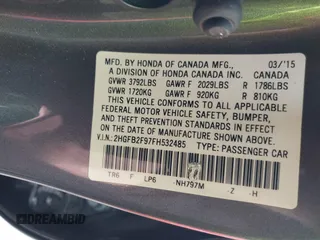 MFD. BY HONDA OF CANADA MFG., 03/'15
A DIVISION OF HONDA CANADA INC. CANADA
GVWR 3792LBS GAWR F 2029LBS R 1786LBS
GVWR 1720KG GAWR F 920KG R 810KG
THIS VEHICLE CONFORMS TO ALL APPLICABLE
FEDERAL MOTOR VEHICLE SAFETY, BUMPER,
AND THEFT PREVENTION STANDARDS IN EFFECT
ON THE DATE OF MANUFACTURE SHOWN ABOVE.
V.I.N.: 2HGFB2F97FH532485 TYPE: PASSENGER CAR
TR6 F LP6 -NH797M -Z -H
DREAMBID